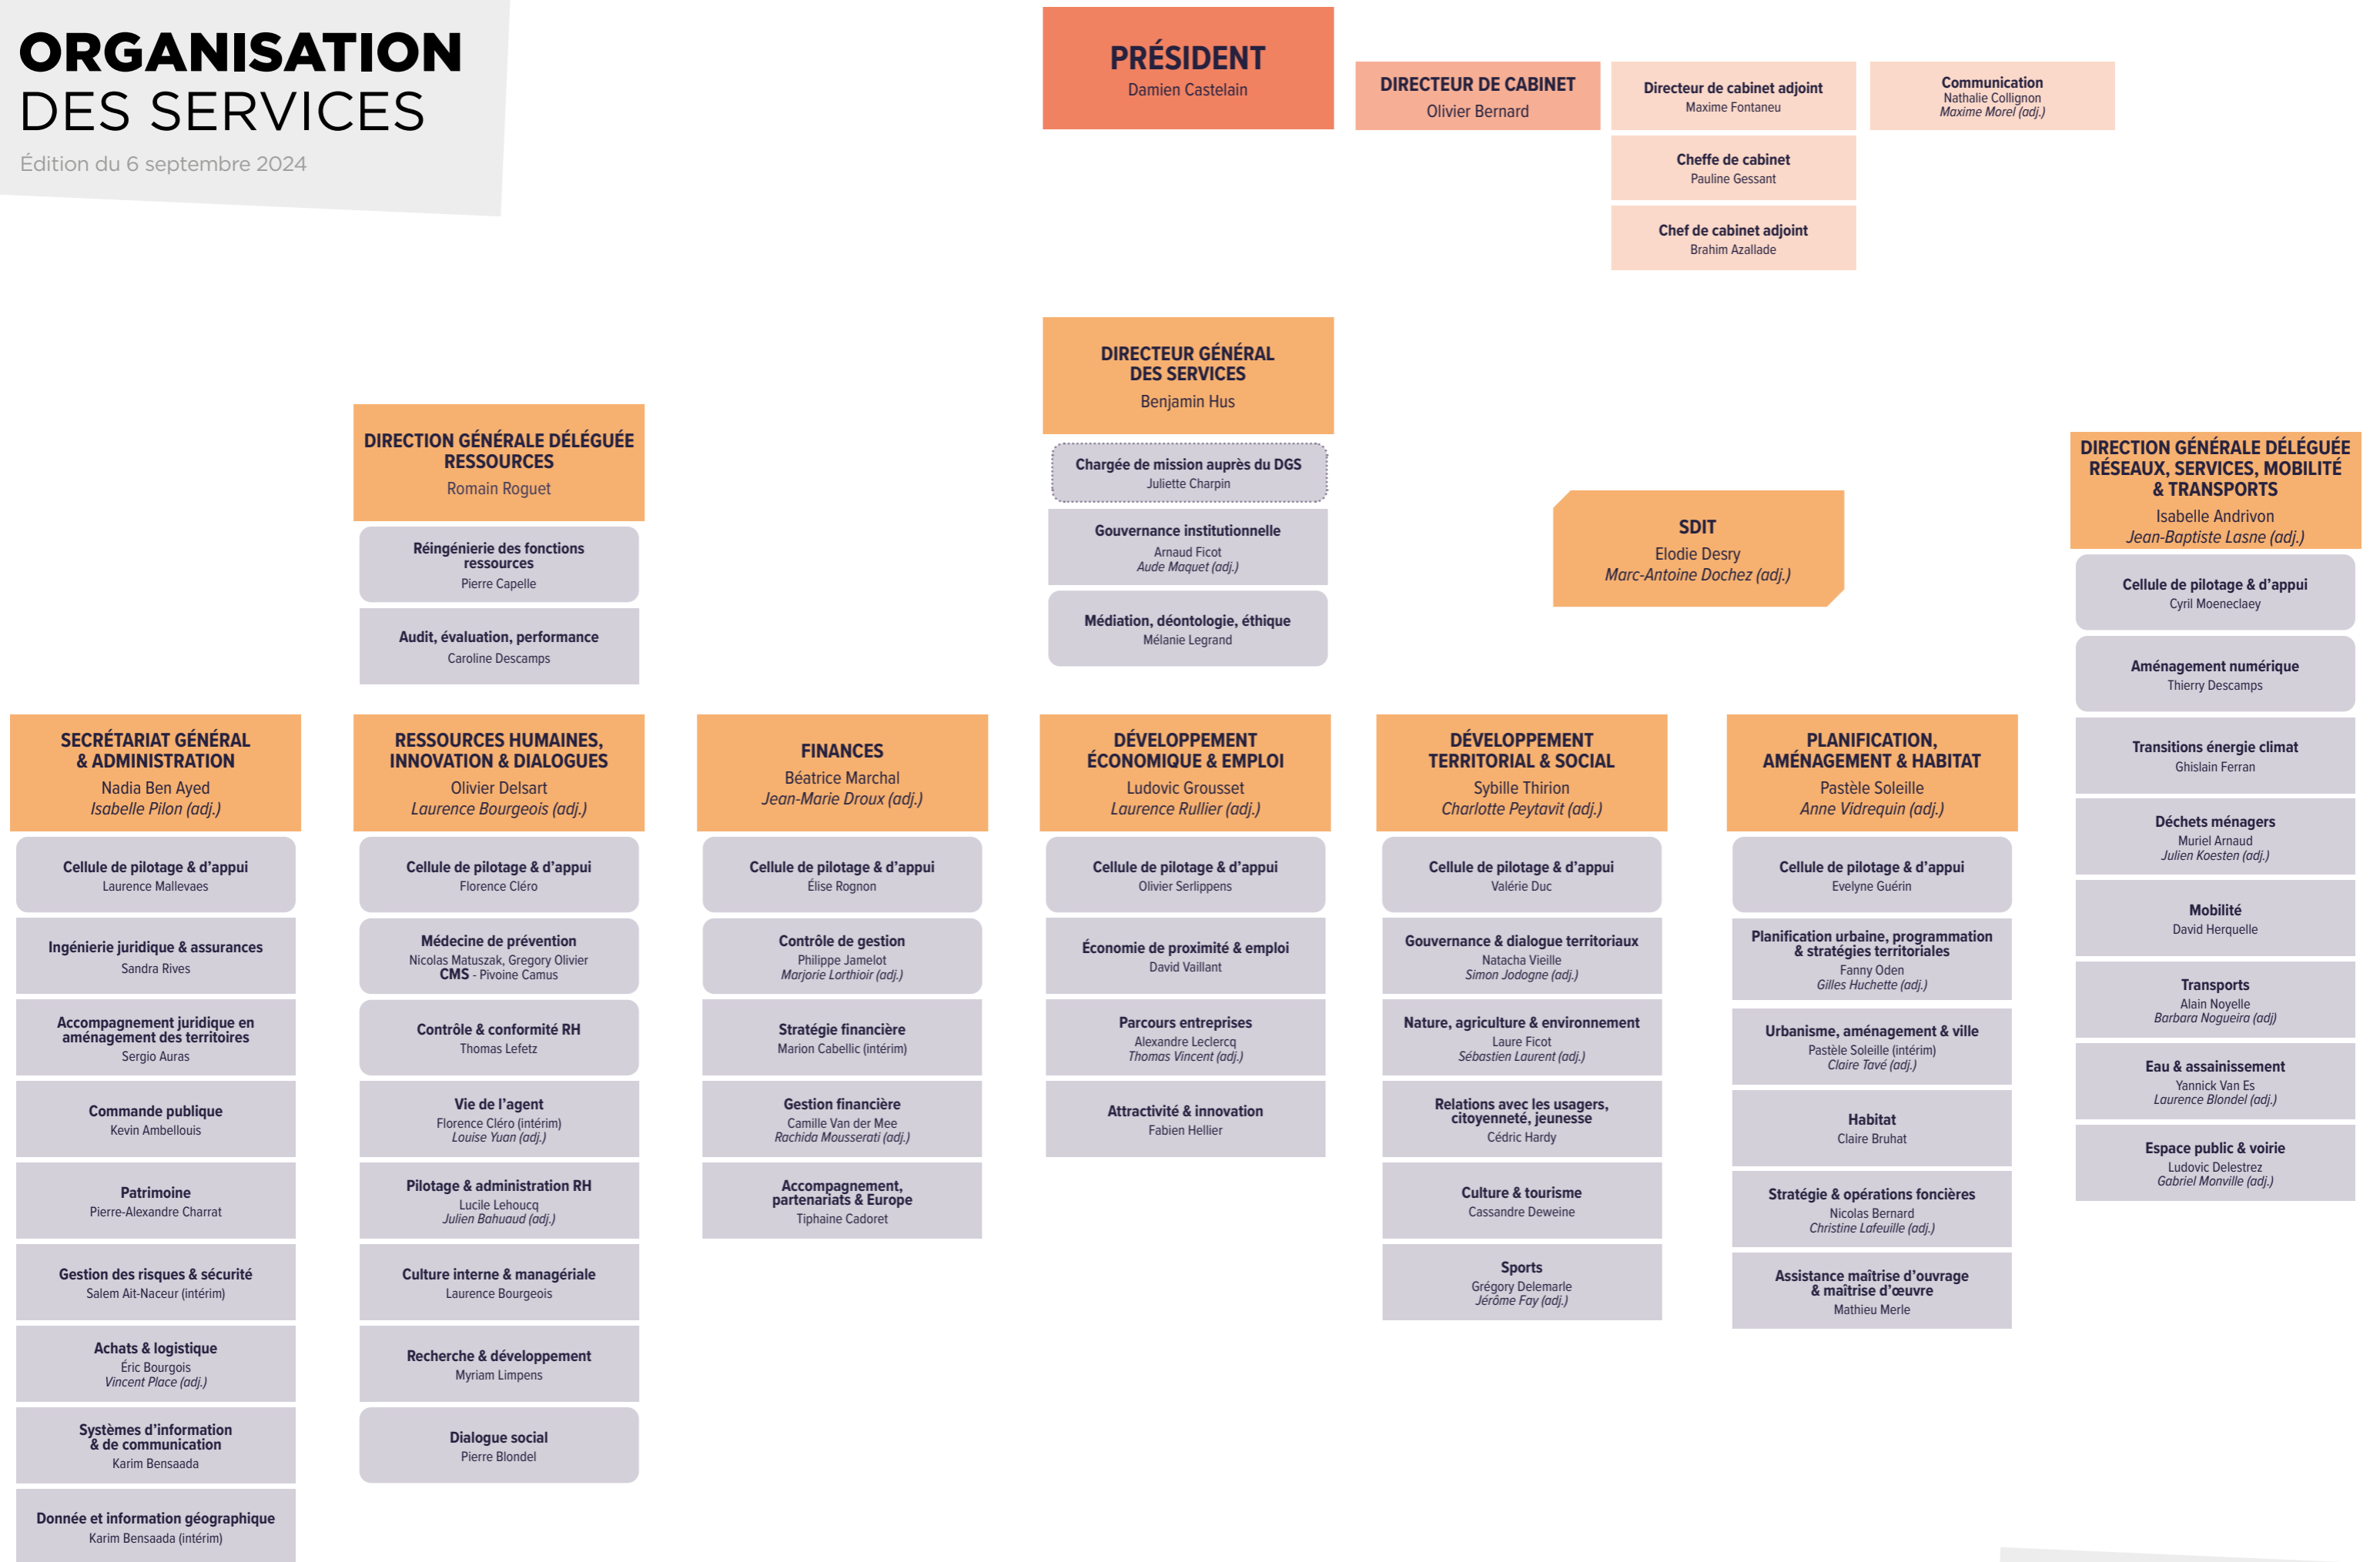 ORGANISATION
DES SERVICES
Édition du 6 septembre 2024
PRÉSIDENT
Damien Castelain
DIRECTEUR DE CABINET
Olivier Bernard
Directeur de cabinet adjoint
Maxime Fontaneu
Cheffe de cabinet
Pauline Gessant
Chef de cabinet adjoint
Brahim Azallade
Communication
Nathalie Collignon
Maxime Morel (adj.)
DIRECTEUR GÉNÉRAL
DES SERVICES
Benjamin Hus
Chargée de mission auprès du DGS
Juliette Charpin
Gouvernance institutionnelle
Arnaud Ficot
Aude Maquet (adj.)
Médiation, déontologie, éthique
Mélanie Legrand
DIRECTION GÉNÉRALE DÉLÉGUÉE
RESSOURCES
Romain Roguet
Réingénierie des fonctions
ressources
Pierre Capelle
Audit, évaluation, performance
Caroline Descamps
SDIT
Elodie Desry
Marc-Antoine Dochez (adj.)
DIRECTION GÉNÉRALE DÉLÉGUÉE
RÉSEAUX, SERVICES, MOBILITÉ
& TRANSPORTS
Isabelle Andrivon
Jean-Baptiste Lasne (adj.)
Cellule de pilotage & d’appui
Cyril Moeneclaey
Aménagement numérique
Thierry Descamps
Transitions énergie climat
Ghislain Ferran
Déchets ménagers
Muriel Arnaud
Julien Koesten (adj.)
Mobilité
David Herquelle
Transports
Alain Noyelle
Barbara Nogueira (adj)
Eau & assainissement
Yannick Van Es
Laurence Blondel (adj.)
Espace public & voirie
Ludovic Delestrez
Gabriel Monville (adj.)
SECRÉTARIAT GÉNÉRAL
& ADMINISTRATION
Nadia Ben Ayed
Isabelle Pilon (adj.)
Cellule de pilotage & d’appui
Laurence Mallevaes
Ingénierie juridique & assurances
Sandra Rives
Accompagnement juridique en
aménagement des territoires
Sergio Auras
Commande publique
Kevin Ambellouis
Patrimoine
Pierre-Alexandre Charrat
Gestion des risques & sécurité
Salem Ait-Naceur (intérim)
Achats & logistique
Éric Bourgois
Vincent Place (adj.)
Systèmes d’information
& de communication
Karim Bensaada
Donnée et information géographique
Karim Bensaada (intérim)
RESSOURCES HUMAINES,
INNOVATION & DIALOGUES
Olivier Delsart
Laurence Bourgeois (adj.)
Cellule de pilotage & d’appui
Florence Cléro
Médecine de prévention
Nicolas Matuszak, Gregory Olivier
CMS - Pivoine Camus
Contrôle & conformité RH
Thomas Lefetz
Vie de l’agent
Florence Cléro (intérim)
Louise Yuan (adj.)
Pilotage & administration RH
Lucile Lehoucq
Julien Bahuaud (adj.)
Culture interne & managériale
Laurence Bourgeois
Recherche & développement
Myriam Limpens
Dialogue social
Pierre Blondel
FINANCES
Béatrice Marchal
Jean-Marie Droux (adj.)
Cellule de pilotage & d’appui
Élise Rognon
Contrôle de gestion
Philippe Jamelot
Marjorie Lorthioir (adj.)
Stratégie financière
Marion Cabellic (intérim)
Gestion financière
Camille Van der Mee
Rachida Mousserati (adj.)
Accompagnement,
partenariats & Europe
Tiphaine Cadoret
DÉVELOPPEMENT
ÉCONOMIQUE & EMPLOI
Ludovic Grousset
Laurence Rullier (adj.)
Cellule de pilotage & d’appui
Olivier Serlippens
Économie de proximité & emploi
David Vaillant
Parcours entreprises
Alexandre Leclercq
Thomas Vincent (adj.)
Attractivité & innovation
Fabien Hellier
DÉVELOPPEMENT
TERRITORIAL & SOCIAL
Sybille Thirion
Charlotte Peytavit (adj.)
Cellule de pilotage & d’appui
Valérie Duc
Gouvernance & dialogue territoriaux
Natacha Vieille
Simon Jodogne (adj.)
Nature, agriculture & environnement
Laure Ficot
Sébastien Laurent (adj.)
Relations avec les usagers,
citoyenneté, jeunesse
Cédric Hardy
Culture & tourisme
Cassandre Deweine
Sports
Grégory Delemarle
Jérôme Fay (adj.)
PLANIFICATION,
AMÉNAGEMENT & HABITAT
Pastèle Soleille
Anne Vidrequin (adj.)
Cellule de pilotage & d’appui
Evelyne Guérin
Planification urbaine, programmation
& stratégies territoriales
Fanny Oden
Gilles Huchette (adj.)
Urbanisme, aménagement & ville
Pastèle Soleille (intérim)
Claire Tavé (adj.)
Habitat
Claire Bruhat
Stratégie & opérations foncières
Nicolas Bernard
Christine Lafeuille (adj.)
Assistance maîtrise d’ouvrage
& maîtrise d’œuvre
Mathieu Merle